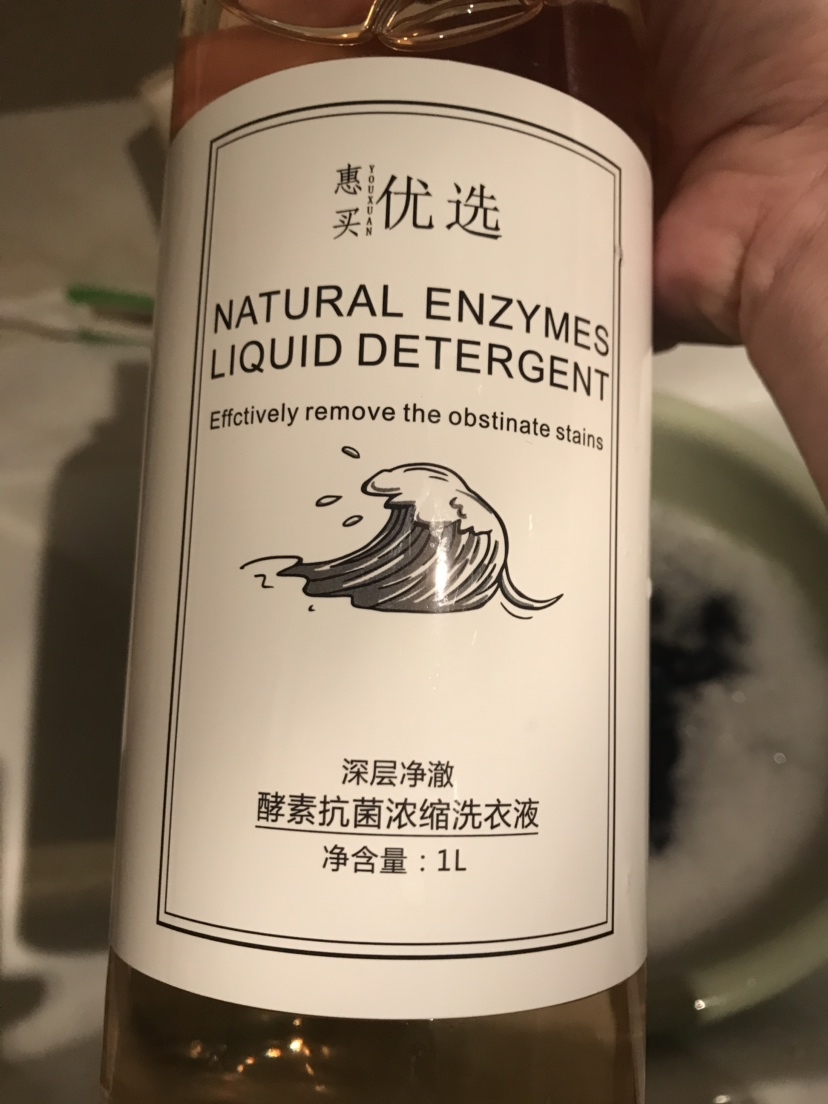 惠买
YOUXUAN
优选
NATURAL ENZYMES
LIQUID DETERGENT
Effctively remove the obstinate stains
深层净澈
酵素抗菌浓缩洗衣液
净含量：1L